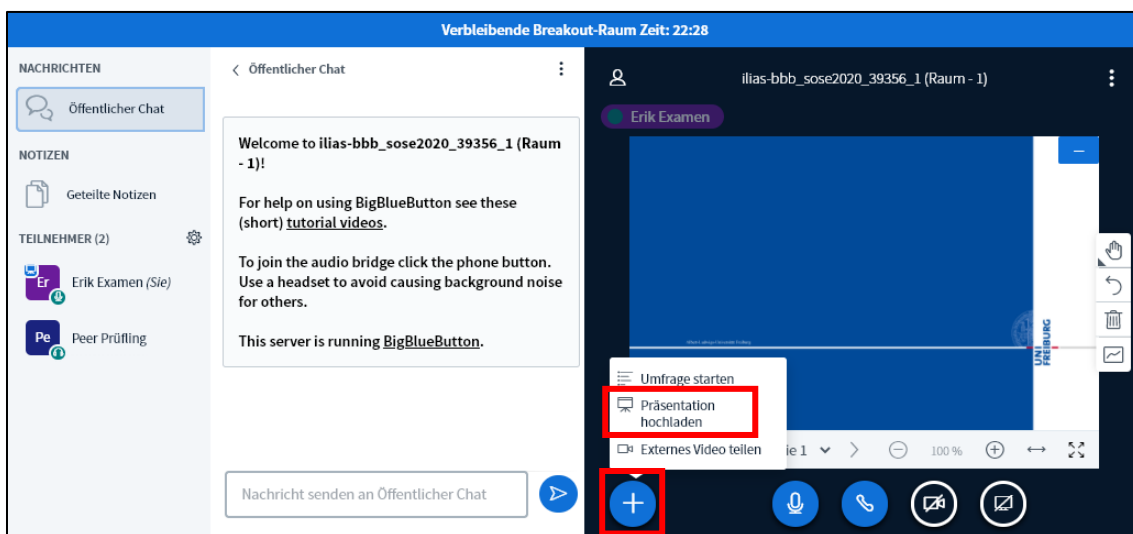 Verbleibende Breakout-Raum Zeit: 22:28
NACHRICHTEN
Öffentlicher Chat
NOTIZEN
Geteilte Notizen
TEILNEHMER (2)
Er
Erik Examen (Sie)
Pe
Peer Prüfling
Öffentlicher Chat
Welcome to ilias-bbb_sose2020_39356_1 (Raum
- 1)!
For help on using BigBlueButton see these
(short) tutorial videos.
To join the audio bridge click the phone button.
Use a headset to avoid causing background noise
for others.
This server is running BigBlueButton.
Nachricht senden an Öffentlicher Chat
ilias-bbb_sose2020_39356_1 (Raum - 1)
Erik Examen
UNI
FREIBURG
Umfrage starten
Präsentation
hochladen
Externes Video teilen
ie 1
100 %